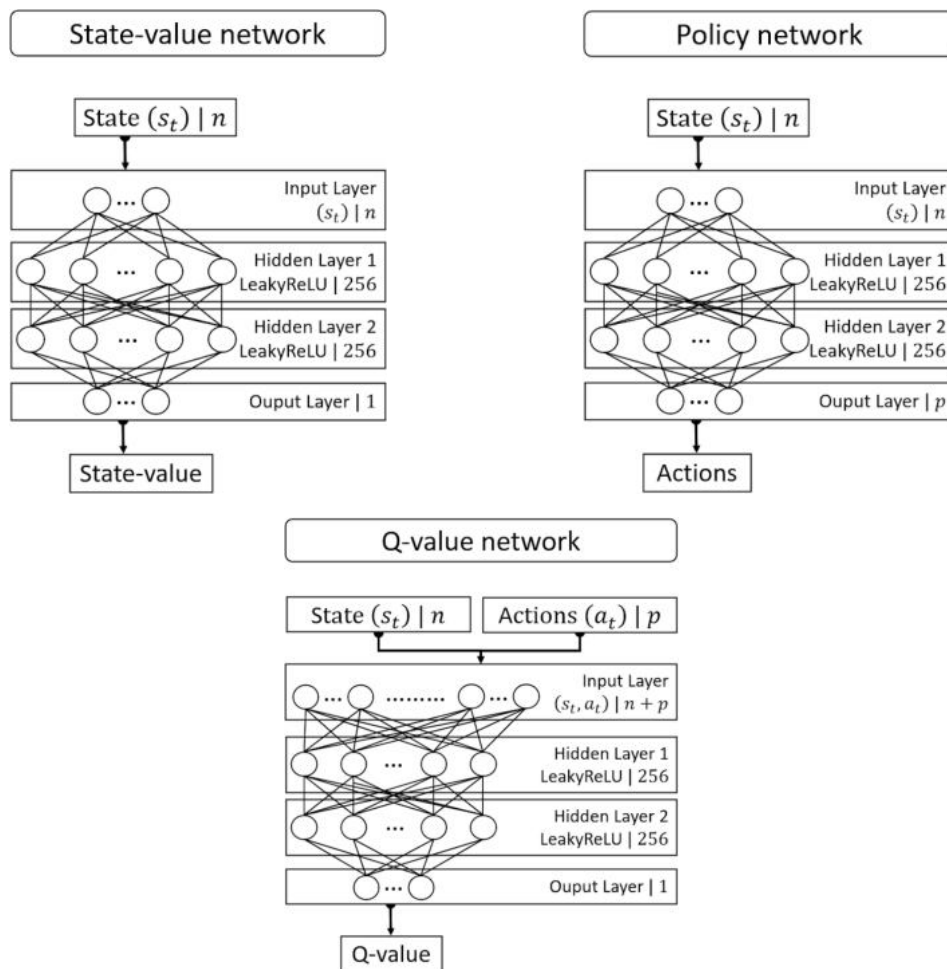 State-value network
State (s_t) | n
Input Layer
(s_t) | n
Hidden Layer 1
LeakyReLU | 256
Hidden Layer 2
LeakyReLU | 256
Ouput Layer | 1
State-value
Policy network
State (s_t) | n
Input Layer
(s_t) | n
Hidden Layer 1
LeakyReLU | 256
Hidden Layer 2
LeakyReLU | 256
Ouput Layer | p
Actions
Q-value network
State (s_t) | n
Actions (a_t) | p
Input Layer
(s_t, a_t) | n + p
Hidden Layer 1
LeakyReLU | 256
Hidden Layer 2
LeakyReLU | 256
Ouput Layer | 1
Q-value